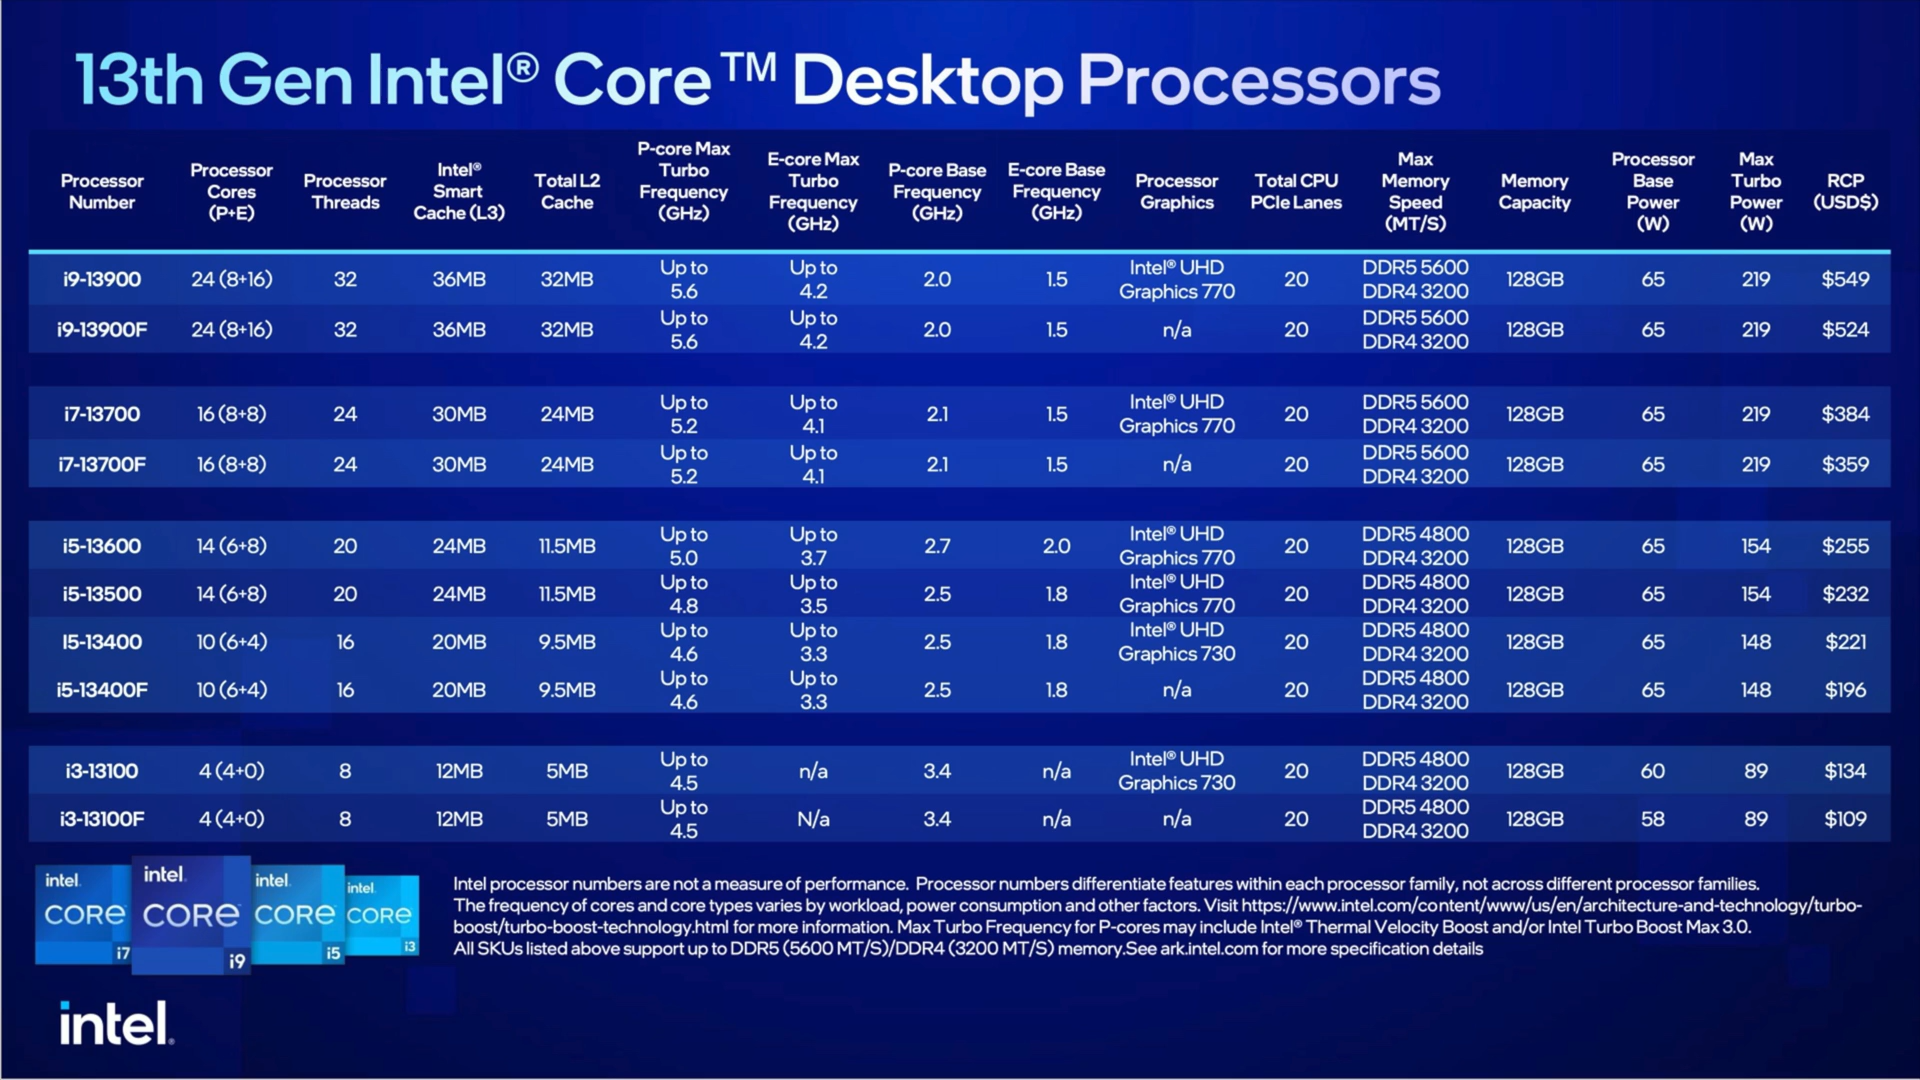 13th Gen Intel® Core™ Desktop Processors
Processor Number | Processor Cores (P+E) | Processor Threads | Intel® Smart Cache (L3) | Total L2 Cache | P-core Max Turbo Frequency (GHz) | E-core Max Turbo Frequency (GHz) | P-core Base Frequency (GHz) | E-core Base Frequency (GHz) | Processor Graphics | Total CPU PCIe Lanes | Max Memory Speed (MT/S) | Memory Capacity | Processor Base Power (W) | Max Turbo Power (W) | RCP (USD$)
i9-13900 | 24 (8+16) | 32 | 36MB | 32MB | Up to 5.6 | Up to 4.2 | 2.0 | 1.5 | Intel® UHD Graphics 770 | 20 | DDR5 5600 DDR4 3200 | 128GB | 65 | 219 | $549
i9-13900F | 24 (8+16) | 32 | 36MB | 32MB | Up to 5.6 | Up to 4.2 | 2.0 | 1.5 | n/a | 20 | DDR5 5600 DDR4 3200 | 128GB | 65 | 219 | $524
i7-13700 | 16 (8+8) | 24 | 30MB | 24MB | Up to 5.2 | Up to 4.1 | 2.1 | 1.5 | Intel® UHD Graphics 770 | 20 | DDR5 5600 DDR4 3200 | 128GB | 65 | 219 | $384
i7-13700F | 16 (8+8) | 24 | 30MB | 24MB | Up to 5.2 | Up to 4.1 | 2.1 | 1.5 | n/a | 20 | DDR5 5600 DDR4 3200 | 128GB | 65 | 219 | $359
i5-13600 | 14 (6+8) | 20 | 24MB | 11.5MB | Up to 5.0 | Up to 3.7 | 2.7 | 2.0 | Intel® UHD Graphics 770 | 20 | DDR5 4800 DDR4 3200 | 128GB | 65 | 154 | $255
i5-13500 | 14 (6+8) | 20 | 24MB | 11.5MB | Up to 4.8 | Up to 3.5 | 2.5 | 1.8 | Intel® UHD Graphics 770 | 20 | DDR5 4800 DDR4 3200 | 128GB | 65 | 154 | $232
I5-13400 | 10 (6+4) | 16 | 20MB | 9.5MB | Up to 4.6 | Up to 3.3 | 2.5 | 1.8 | Intel® UHD Graphics 730 | 20 | DDR5 4800 DDR4 3200 | 128GB | 65 | 148 | $221
i5-13400F | 10 (6+4) | 16 | 20MB | 9.5MB | Up to 4.6 | Up to 3.3 | 2.5 | 1.8 | n/a | 20 | DDR5 4800 DDR4 3200 | 128GB | 65 | 148 | $196
i3-13100 | 4 (4+0) | 8 | 12MB | 5MB | Up to 4.5 | n/a | 3.4 | n/a | Intel® UHD Graphics 730 | 20 | DDR5 4800 DDR4 3200 | 128GB | 60 | 89 | $134
i3-13100F | 4 (4+0) | 8 | 12MB | 5MB | Up to 4.5 | N/a | 3.4 | n/a | n/a | 20 | DDR5 4800 DDR4 3200 | 128GB | 58 | 89 | $109
intel. CORE i7
intel. CORE i9
intel. CORE i5
intel. CORE i3
Intel processor numbers are not a measure of performance. Processor numbers differentiate features within each processor family, not across different processor families.
The frequency of cores and core types varies by workload, power consumption and other factors. Visit https://www.intel.com/content/www/us/en/architecture-and-technology/turbo-
boost/turbo-boost-technology.html for more information. Max Turbo Frequency for P-cores may include Intel® Thermal Velocity Boost and/or Intel Turbo Boost Max 3.0.
All SKUs listed above support up to DDR5 (5600 MT/S)/DDR4 (3200 MT/S) memory.See ark.intel.com for more specification details
intel.